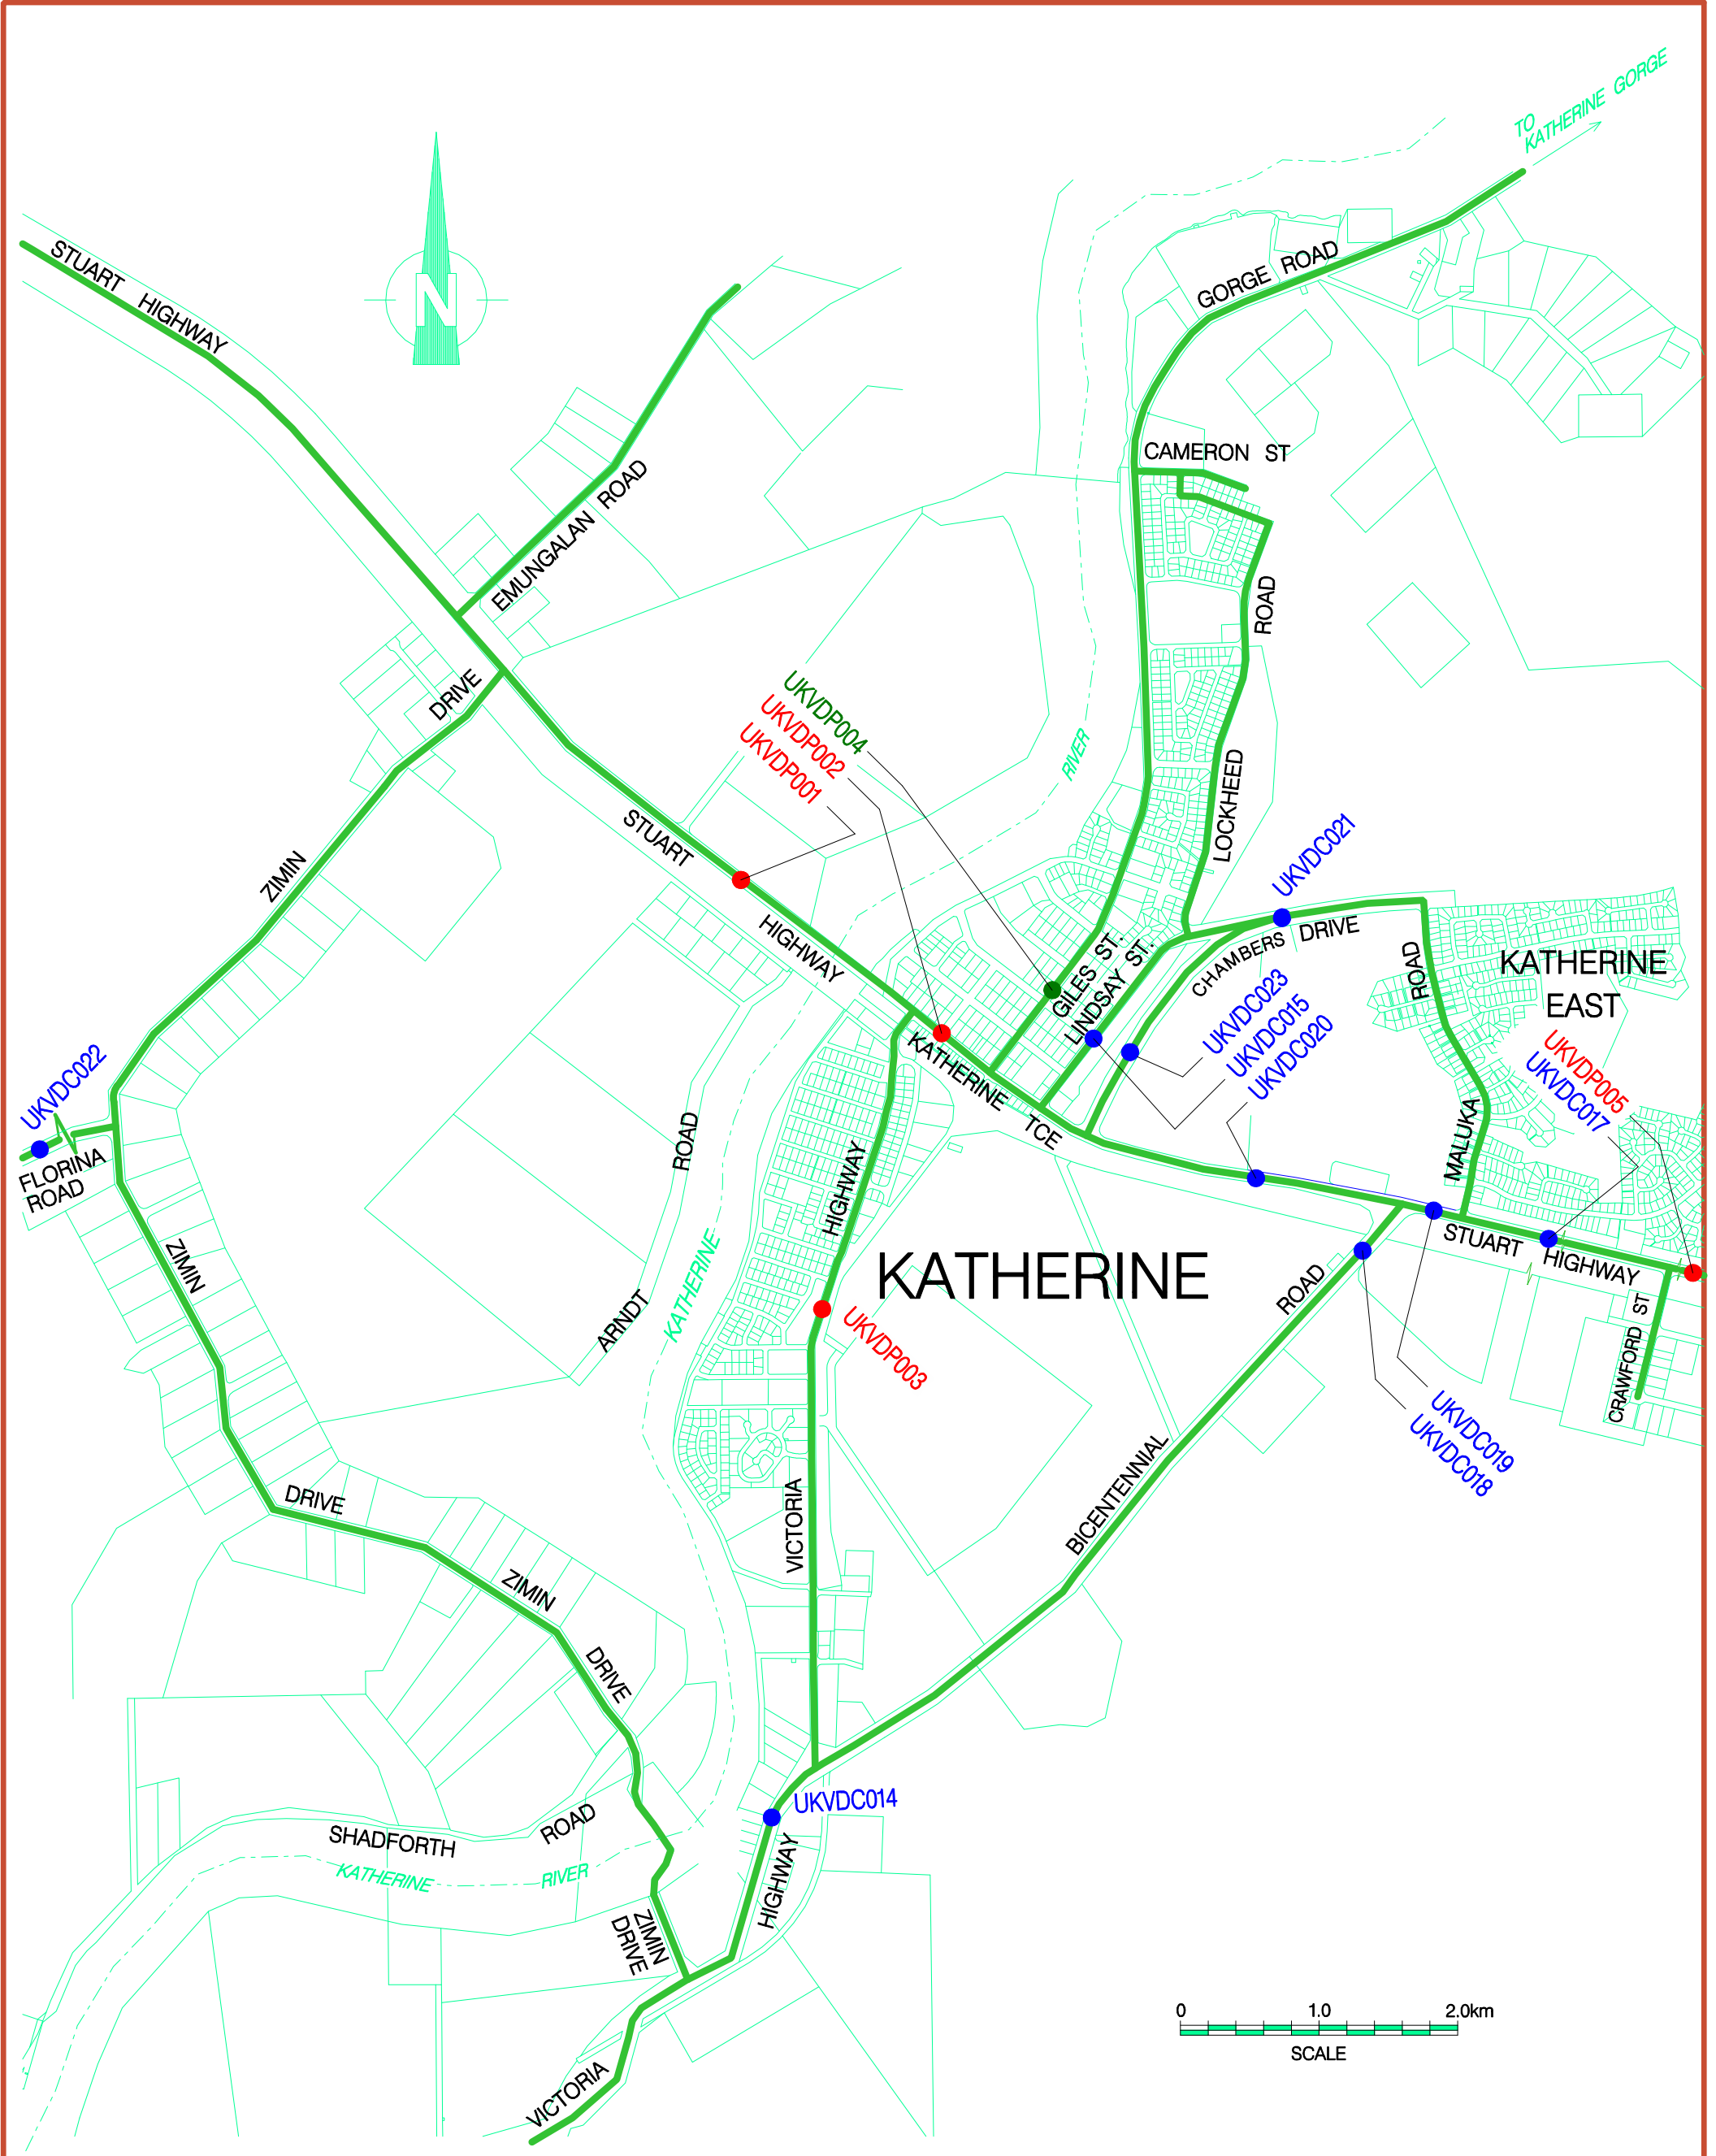 TO
KATHERINE GORGE
STUART HIGHWAY
N
GORGE ROAD
CAMERON ST
EMUNGALAN ROAD
ROAD
DRIVE
UKVDP004
UKVDP002
UKVDP001
RIVER
STUART
LOCKHEED
ZIMIN
UKVDC021
HIGHWAY
GILES ST.
LINDSAY ST.
CHAMBERS DRIVE
ROAD
KATHERINE
EAST
UKVDC023
UKVDC015
UKVDC020
UKVDP005
UKVDC017
KATHERINE TCE
UKVDC022
FLORINA
ROAD
ROAD
HIGHWAY
MALUKA
ZIMIN
KATHERINE
ARNDT
KATHERINE
STUART HIGHWAY
ROAD
CRAWFORD ST
UKVDP003
UKVDC019
UKVDC018
DRIVE
VICTORIA
BICENTENNIAL
ZIMIN
DRIVE
UKVDC014
SHADFORTH ROAD
KATHERINE RIVER
HIGHWAY
ZIMIN
DRIVE
VICTORIA
0 1.0 2.0km
SCALE